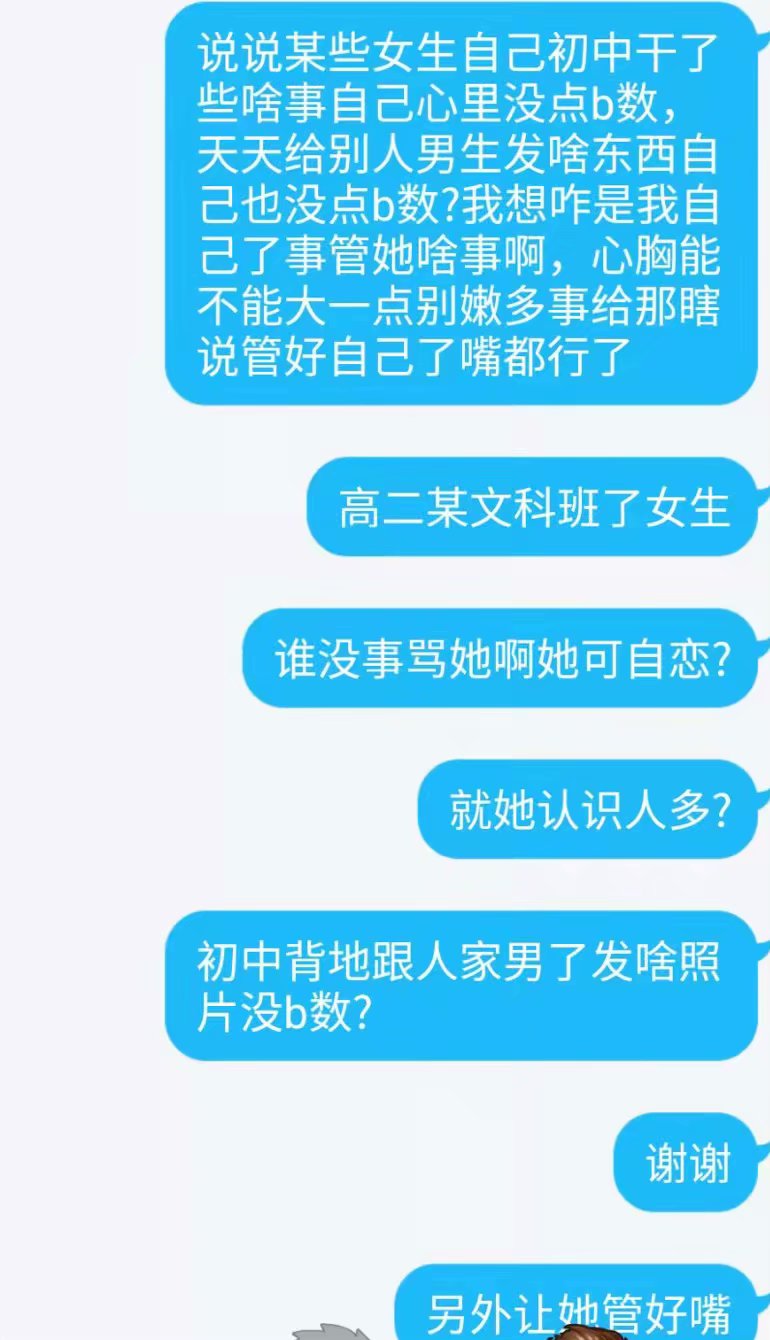 说说某些女生自己初中干了
些啥事自己心里没点b数，
天天给别人男生发啥东西自
己也没点b数?我想咋是我自
己了事管她啥事啊，心胸能
不能大一点别嫩多事给那瞎
说管好自己了嘴都行了
高二某文科班了女生
谁没事骂她啊她可自恋?
就她认识人多?
初中背地跟人家男了发啥照
片没b数?
谢谢
另外让她管好嘴